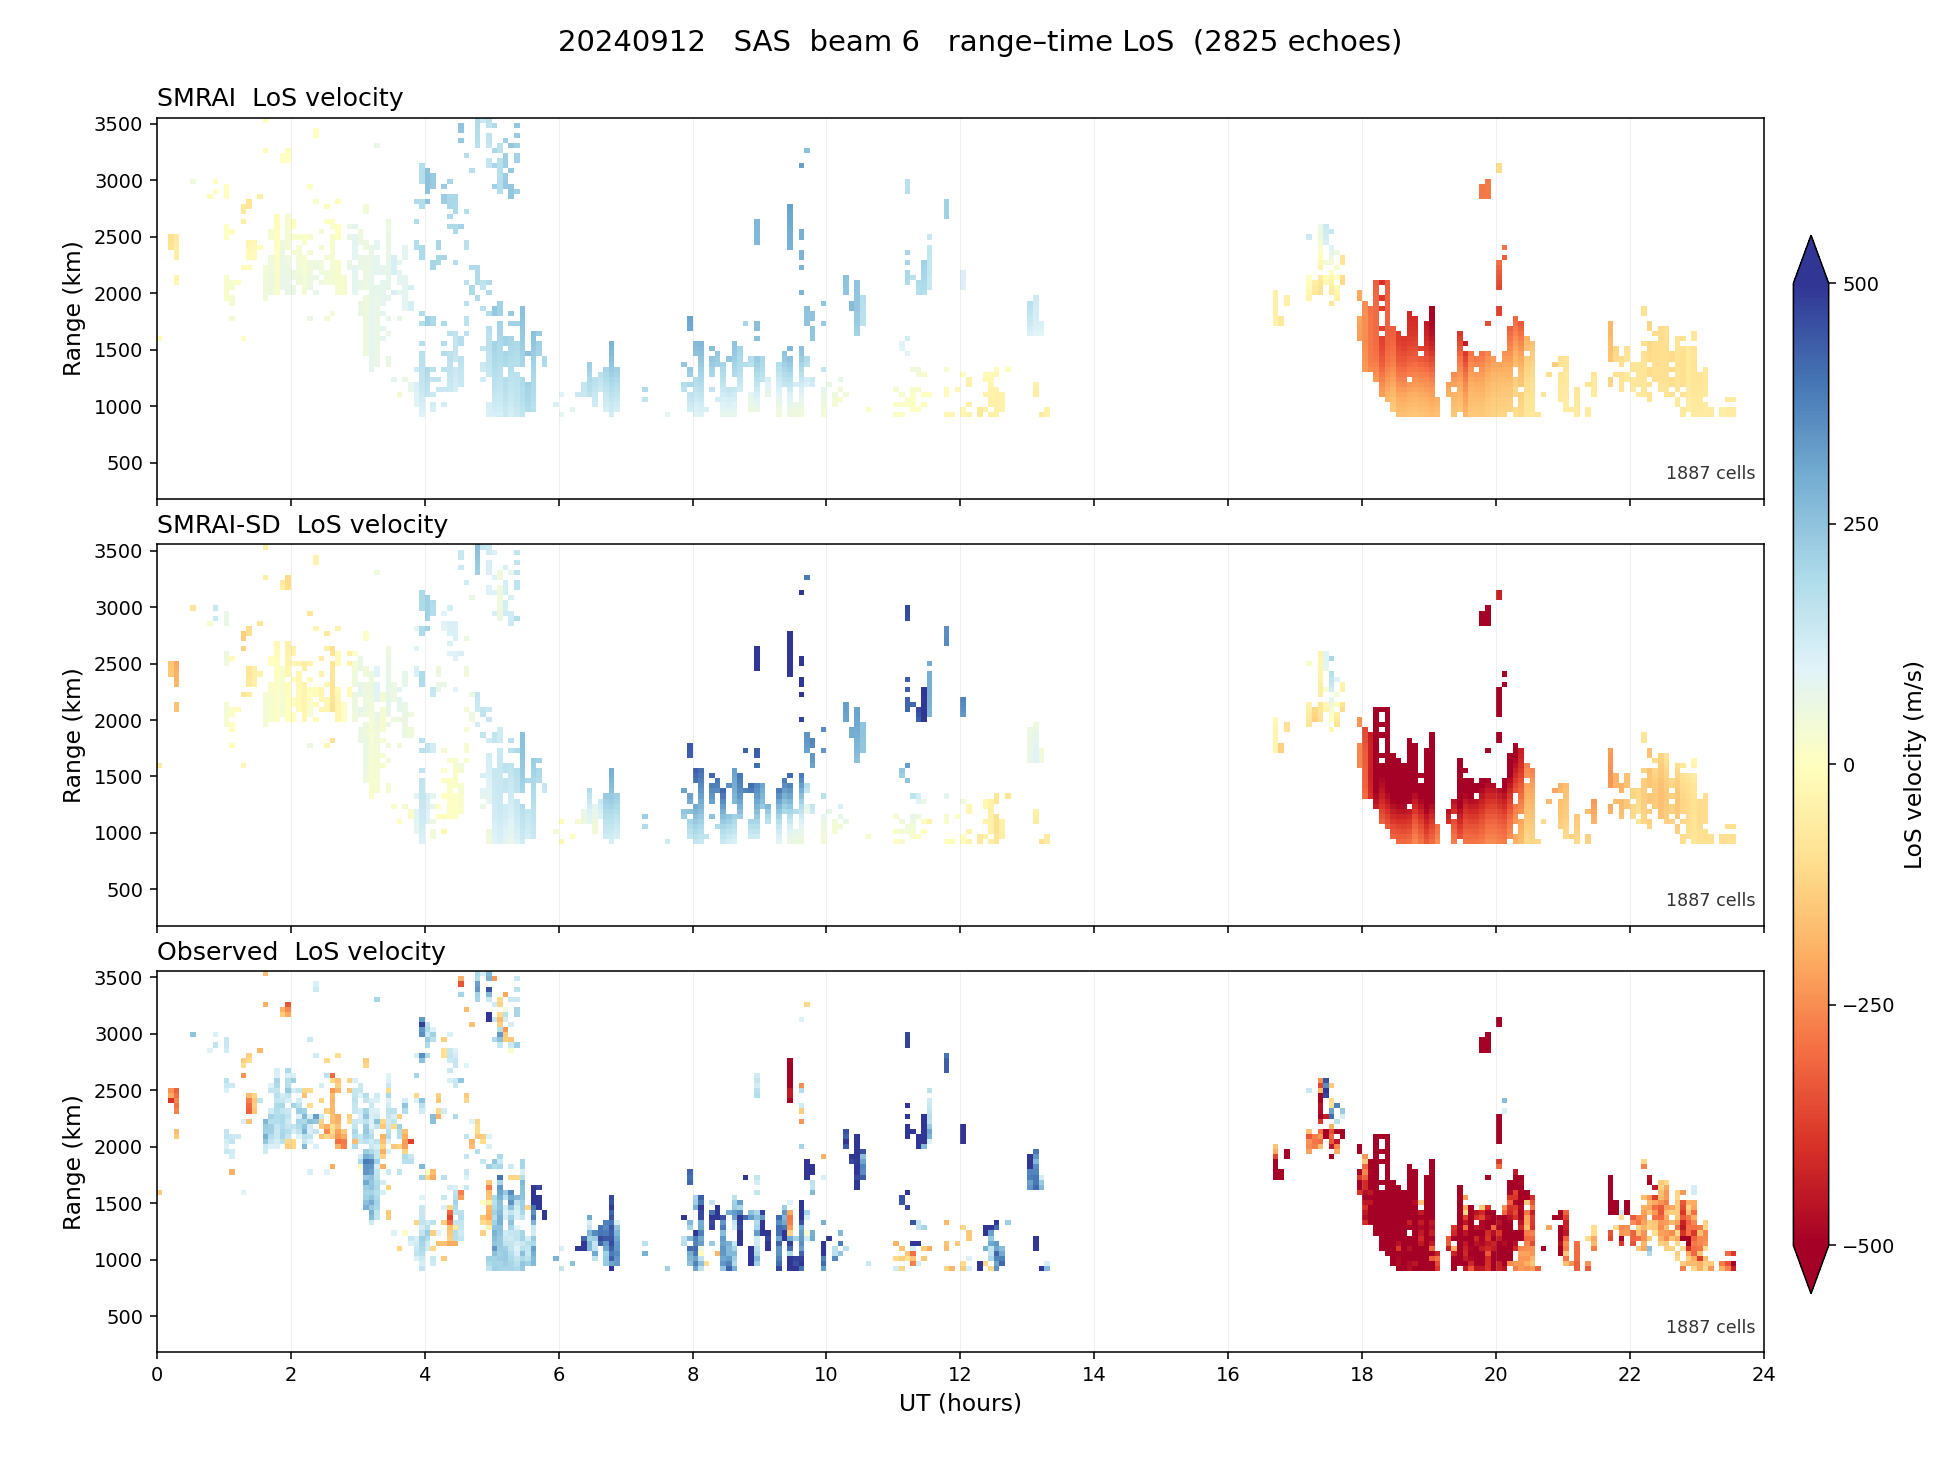 20240912   SAS  beam 6   range–time LoS  (2825 echoes)
SMRAI  LoS velocity
3500
3000
2500
2000
1500
1000
500
Range (km)
1887 cells
SMRAI-SD  LoS velocity
3500
3000
2500
2000
1500
1000
500
Range (km)
1887 cells
Observed  LoS velocity
3500
3000
2500
2000
1500
1000
500
Range (km)
1887 cells
0 2 4 6 8 10 12 14 16 18 20 22 24
UT (hours)
500
250
0
−250
−500
LoS velocity (m/s)